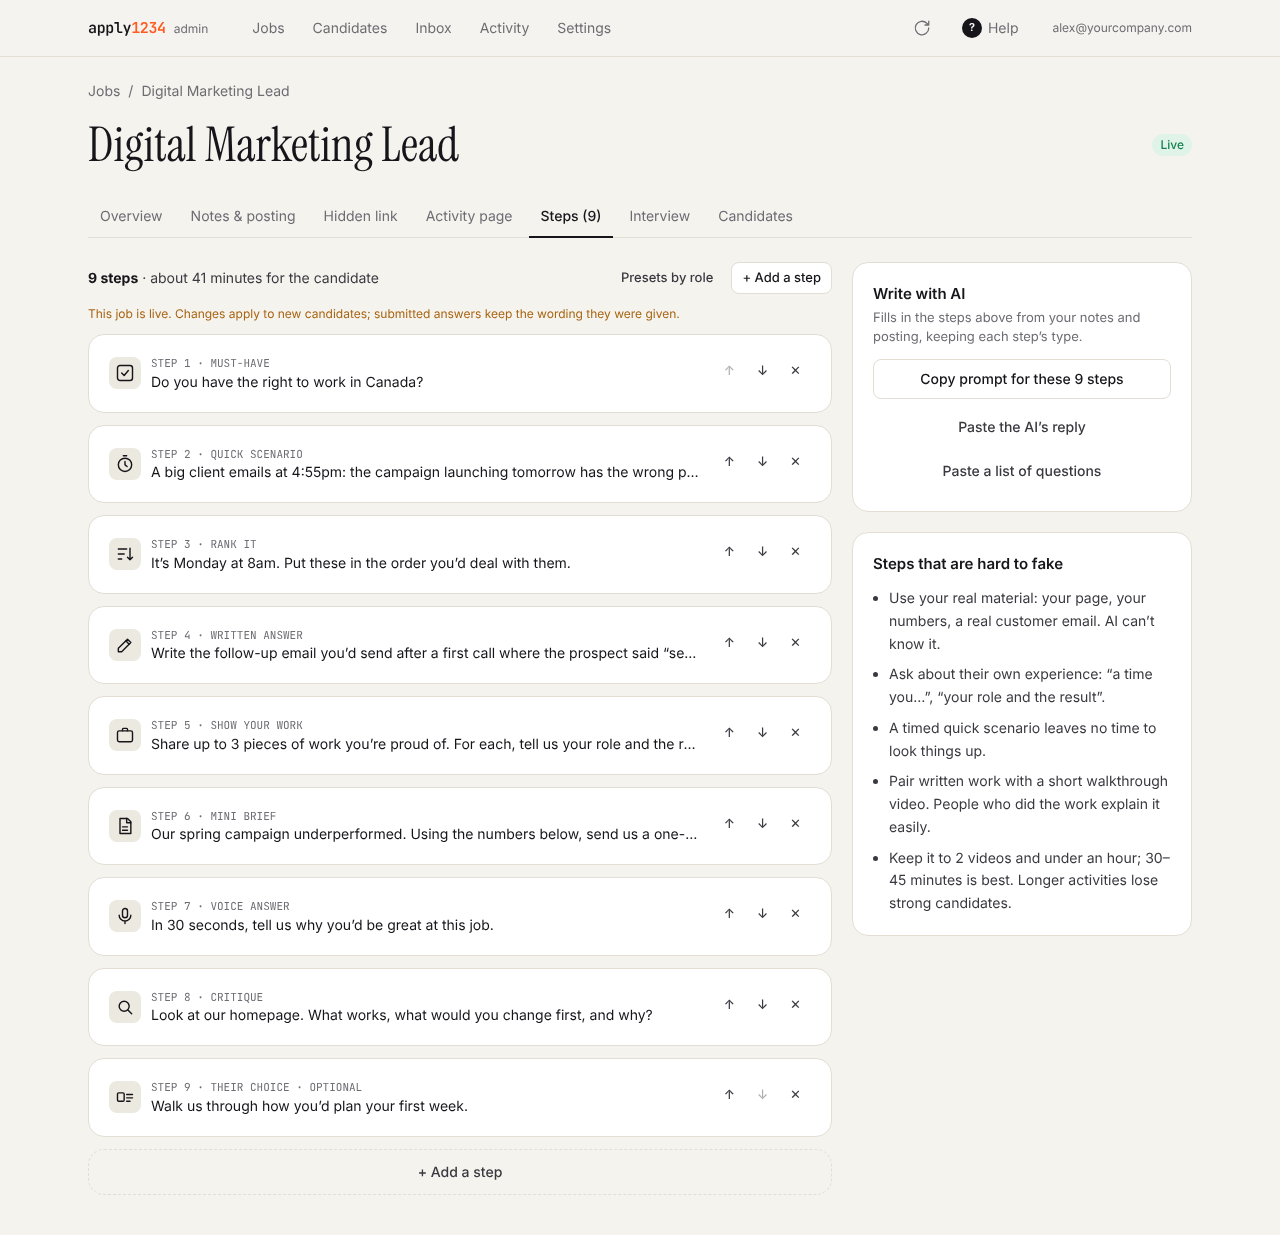 apply1234 admin
Jobs
Candidates
Inbox
Activity
Settings
? Help
alex@yourcompany.com
Jobs / Digital Marketing Lead
Digital Marketing Lead
Live
Overview
Notes & posting
Hidden link
Activity page
Steps (9)
Interview
Candidates
9 steps · about 41 minutes for the candidate
Presets by role
+ Add a step
This job is live. Changes apply to new candidates; submitted answers keep the wording they were given.
STEP 1 · MUST-HAVE
Do you have the right to work in Canada?
STEP 2 · QUICK SCENARIO
A big client emails at 4:55pm: the campaign launching tomorrow has the wrong p…
STEP 3 · RANK IT
It’s Monday at 8am. Put these in the order you’d deal with them.
STEP 4 · WRITTEN ANSWER
Write the follow-up email you’d send after a first call where the prospect said “se…
STEP 5 · SHOW YOUR WORK
Share up to 3 pieces of work you’re proud of. For each, tell us your role and the r…
STEP 6 · MINI BRIEF
Our spring campaign underperformed. Using the numbers below, send us a one-…
STEP 7 · VOICE ANSWER
In 30 seconds, tell us why you’d be great at this job.
STEP 8 · CRITIQUE
Look at our homepage. What works, what would you change first, and why?
STEP 9 · THEIR CHOICE · OPTIONAL
Walk us through how you’d plan your first week.
+ Add a step
Write with AI
Fills in the steps above from your notes and
posting, keeping each step’s type.
Copy prompt for these 9 steps
Paste the AI’s reply
Paste a list of questions
Steps that are hard to fake
• Use your real material: your page, your
numbers, a real customer email. AI can’t
know it.
• Ask about their own experience: “a time
you…”, “your role and the result”.
• A timed quick scenario leaves no time to
look things up.
• Pair written work with a short walkthrough
video. People who did the work explain it
easily.
• Keep it to 2 videos and under an hour; 30–
45 minutes is best. Longer activities lose
strong candidates.